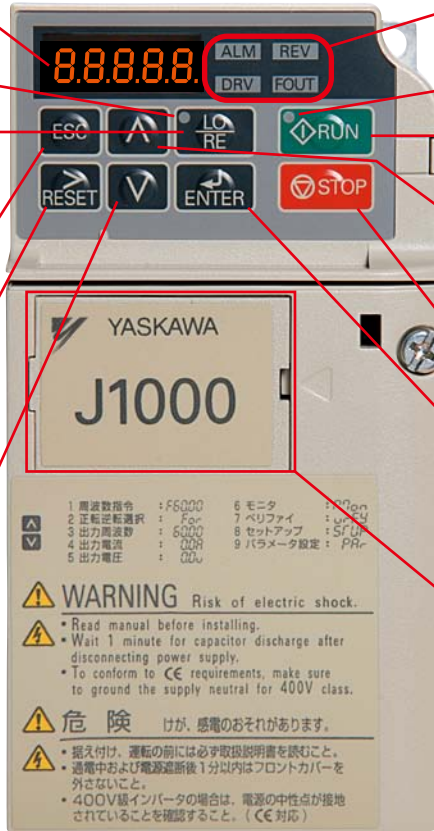 8.8.8.8.8.
ALM REV
DRV FOUT
ESC
LO
RE
RUN
RESET
ENTER
STOP
YASKAWA
J1000
1 周波数指令 : F60.00
2 正転逆転選択 : For
3 出力周波数 : 60.00
4 出力電流 : 0.0A
5 出力電圧 : 0.0v
6 モニタ : Mon
7 ベリファイ : vrFy
8 セットアップ : STUP
9 パラメータ設定 : PAr
WARNING Risk of electric shock.
• Read manual before installing.
• Wait 1 minute for capacitor discharge after
disconnecting power supply.
• To conform to CE requirements, make sure
to ground the supply neutral for 400V class.
危 険 けが、感電のおそれがあります。
• 据え付け、運転の前には必ず取扱説明書を読むこと。
• 通電中および電源遮断後1分以内はフロントカバーを
外さないこと。
• 400V級インバータの場合は、電源の中性点が接地
されていることを確認すること。(CE対応)